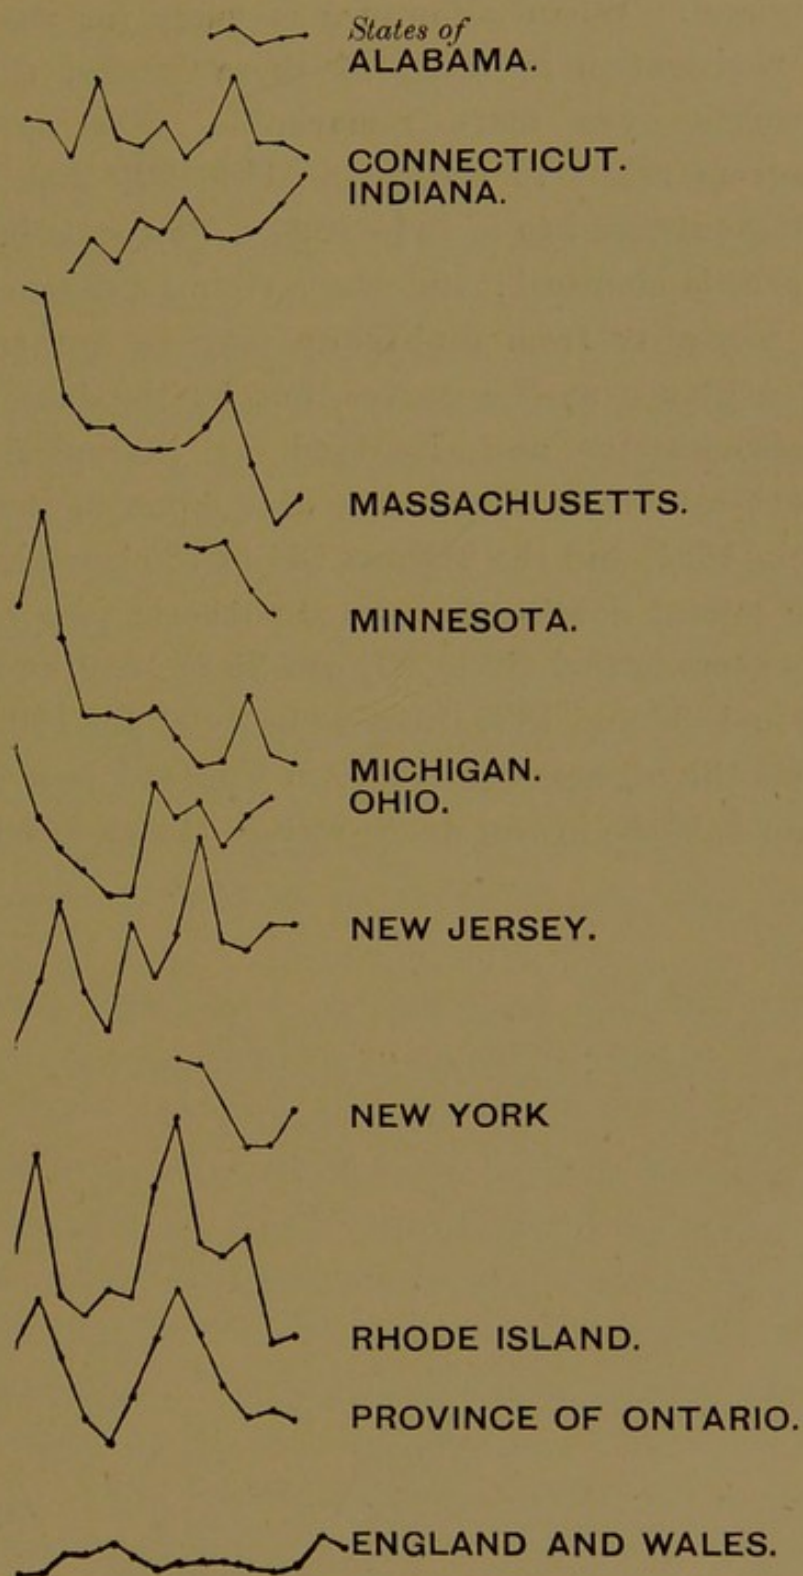 States of
ALABAMA.
CONNECTICUT.
INDIANA.
MASSACHUSETTS.
MINNESOTA.
MICHIGAN.
OHIO.
NEW JERSEY.
NEW YORK
RHODE ISLAND.
PROVINCE OF ONTARIO.
ENGLAND AND WALES.